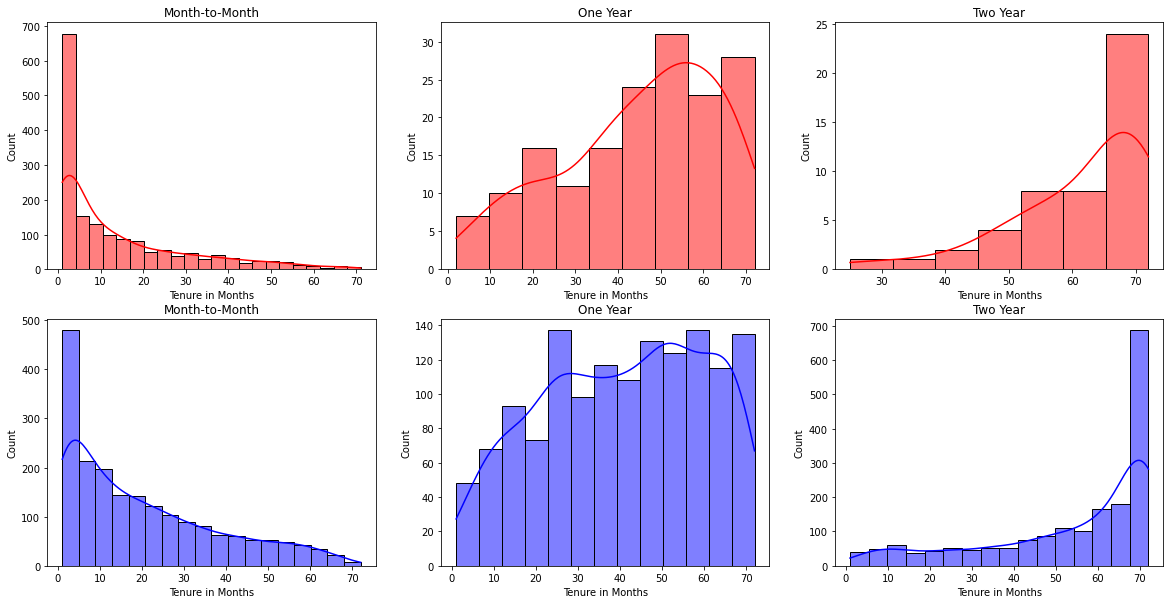 Month-to-Month
One Year
Two Year
700
600
500
400
300
200
100
0
Count
0 10 20 30 40 50 60 70
Tenure in Months
30
25
20
15
10
5
0
Count
0 10 20 30 40 50 60 70
Tenure in Months
25
20
15
10
5
0
Count
30 40 50 60 70
Tenure in Months
Month-to-Month
One Year
Two Year
500
400
300
200
100
0
Count
0 10 20 30 40 50 60 70
Tenure in Months
140
120
100
80
60
40
20
0
Count
0 10 20 30 40 50 60 70
Tenure in Months
700
600
500
400
300
200
100
0
Count
0 10 20 30 40 50 60 70
Tenure in Months